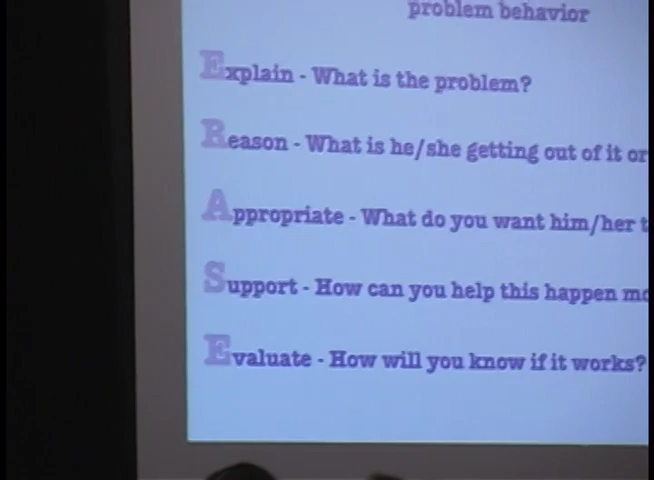 problem behavior
Explain - What is the problem?
Reason - What is he/she getting out of it or
Appropriate - What do you want him/her
Support - How can you help this happen
Evaluate - How will you know if it works?